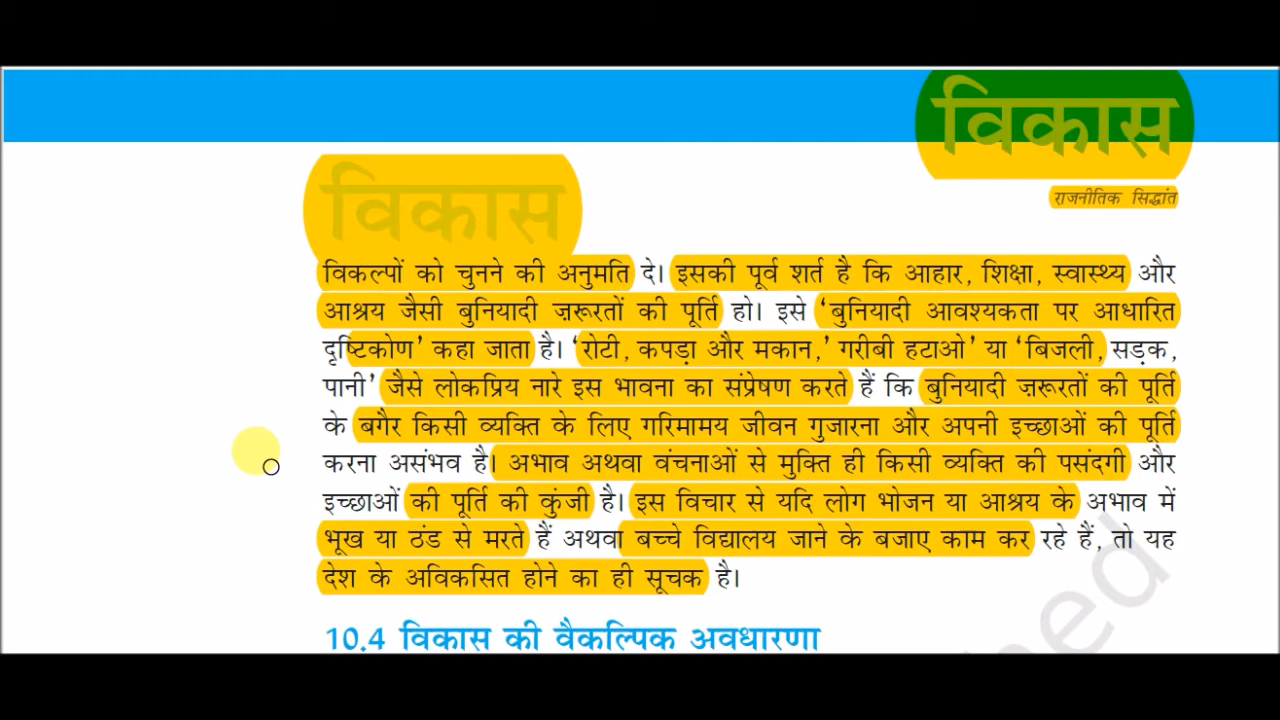 विकास
राजनीतिक सिद्धांत
विकास
विकल्पों को चुनने की अनुमति दे। इसकी पूर्व शर्त है कि आहार, शिक्षा, स्वास्थ्य और
आश्रय जैसी बुनियादी ज़रूरतों की पूर्ति हो। इसे ‘बुनियादी आवश्यकता पर आधारित
दृष्टिकोण’ कहा जाता है। ‘रोटी, कपड़ा और मकान,’ गरीबी हटाओ’ या ‘बिजली, सड़क,
पानी’ जैसे लोकप्रिय नारे इस भावना का संप्रेषण करते हैं कि बुनियादी ज़रूरतों की पूर्ति
के बगैर किसी व्यक्ति के लिए गरिमामय जीवन गुजारना और अपनी इच्छाओं की पूर्ति
करना असंभव है। अभाव अथवा वंचनाओं से मुक्ति ही किसी व्यक्ति की पसंदगी और
इच्छाओं की पूर्ति की कुंजी है। इस विचार से यदि लोग भोजन या आश्रय के अभाव में
भूख या ठंड से मरते हैं अथवा बच्चे विद्यालय जाने के बजाए काम कर रहे हैं, तो यह
देश के अविकसित होने का ही सूचक है।
10.4 विकास की वैकल्पिक अवधारणा